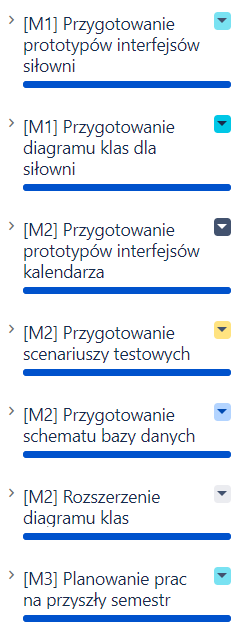 [M1] Przygotowanie
prototypów interfejsów
siłowni
[M1] Przygotowanie
diagramu klas dla
siłowni
[M2] Przygotowanie
prototypów interfejsów
kalendarza
[M2] Przygotowanie
scenariuszy testowych
[M2] Przygotowanie
schematu bazy danych
[M2] Rozszerzenie
diagramu klas
[M3] Planowanie prac
na przyszły semestr